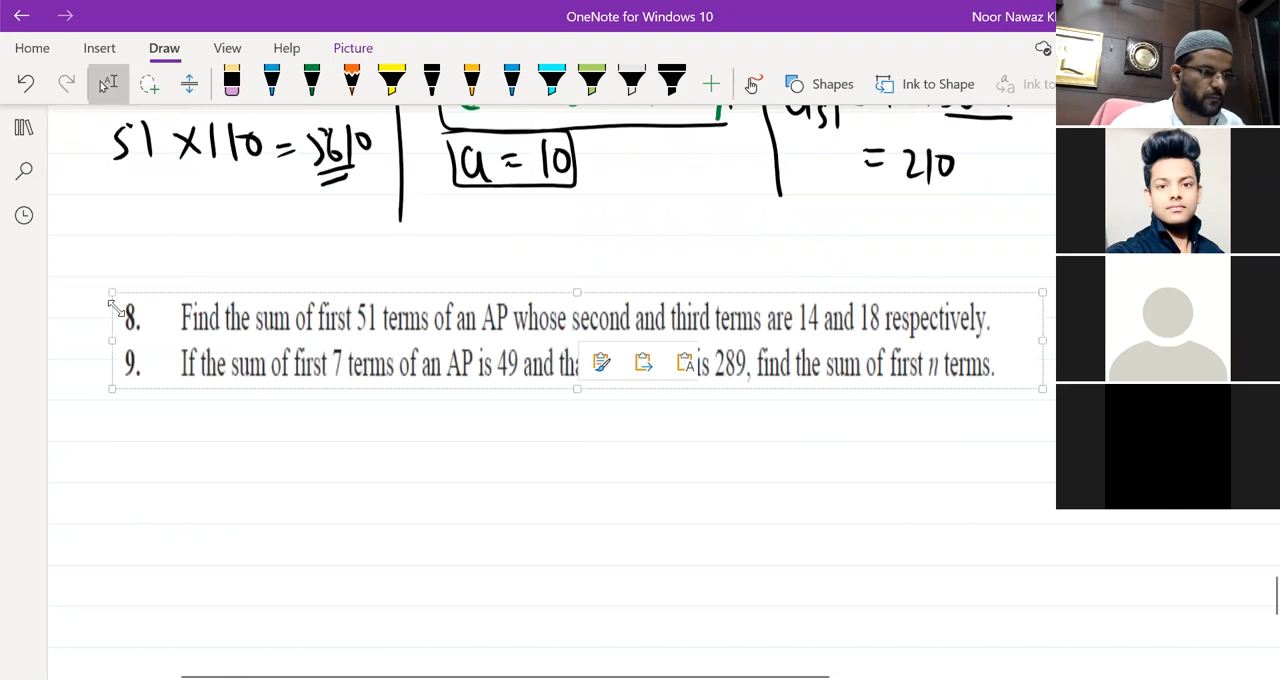 OneNote for Windows 10
Noor Nawaz K
Home Insert Draw View Help Picture
Shapes Ink to Shape Ink to
51 × 110 = 5610
a = 10
= 210
8. Find the sum of first 51 terms of an AP whose second and third terms are 14 and 18 respectively.
9. If the sum of first 7 terms of an AP is 49 and tha is 289, find the sum of first n terms.